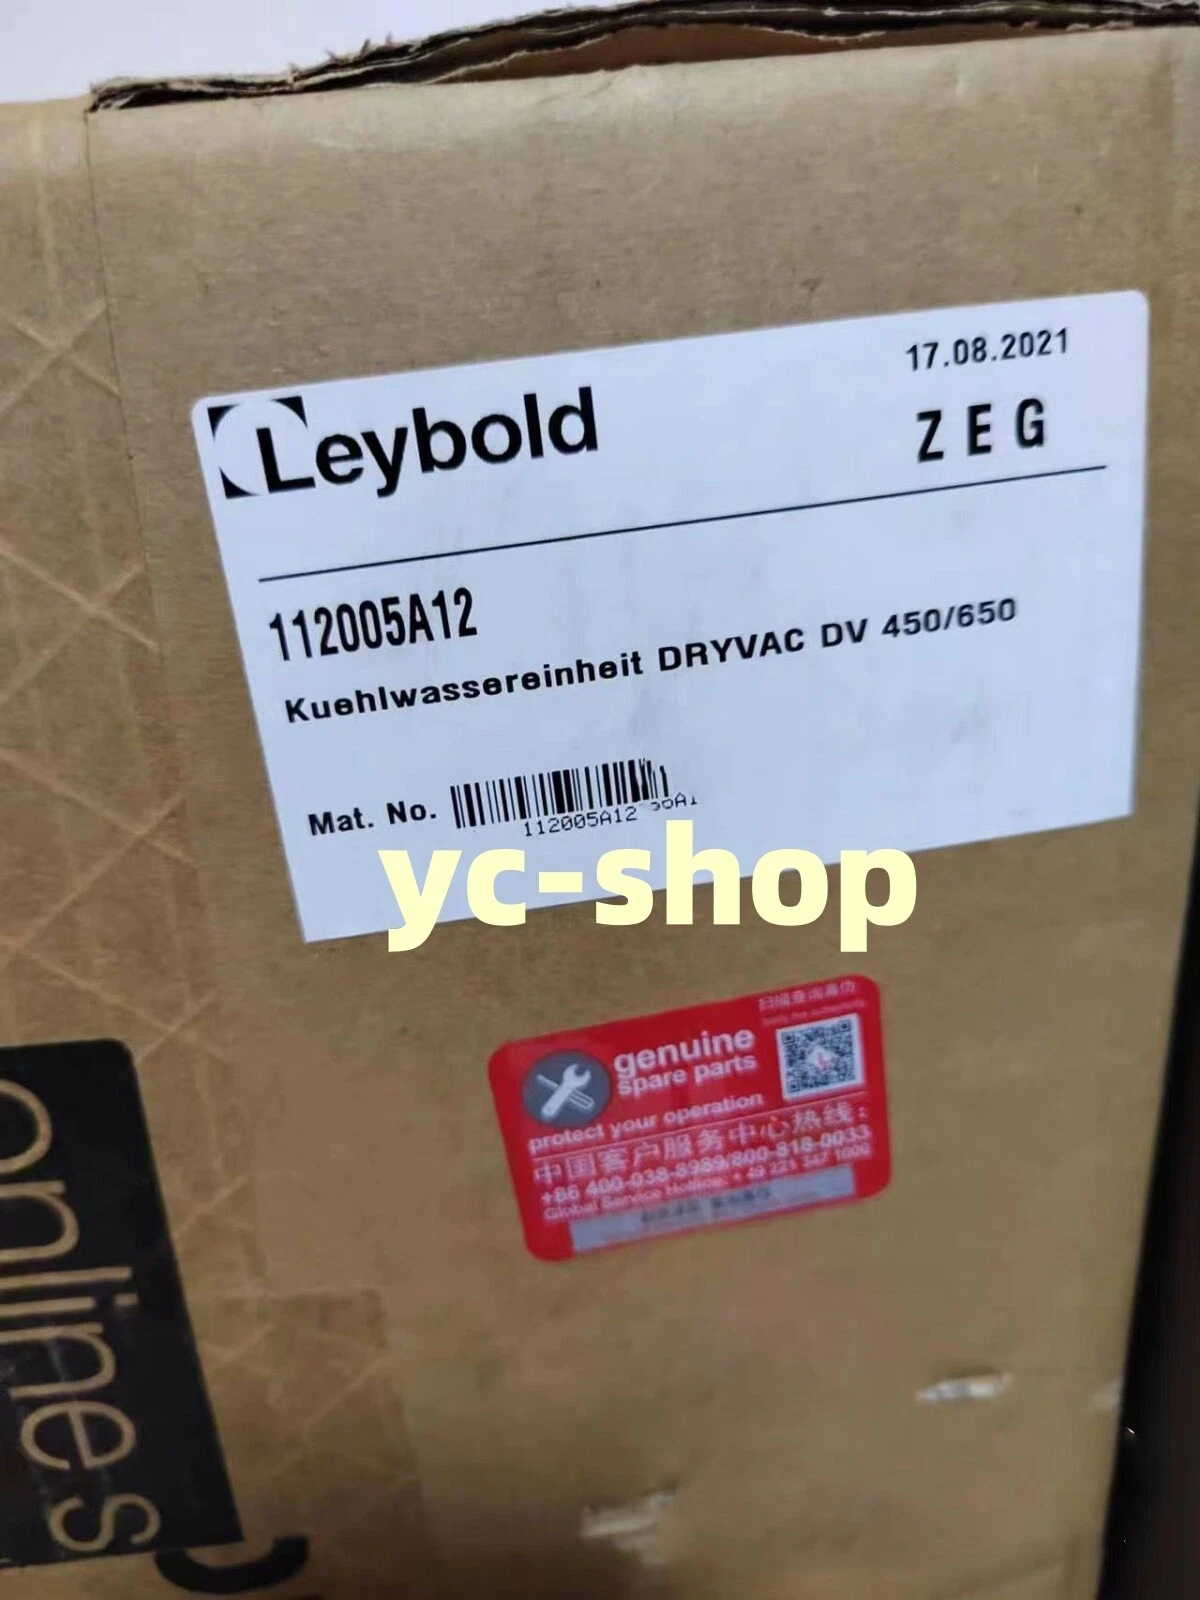 Leybold
17.08.2021
Z E G
112005A12
Kuehlwassereinheit DRYVAC DV 450/650
Mat. No.
112005A12
yc-shop
扫描查询真伪
genuine
spare parts
protect your operation
中国客户服务中心热线:
+86 400-038-8989/800-818-0033
Global Service Hotline: + 49 221 347 1000
onlines